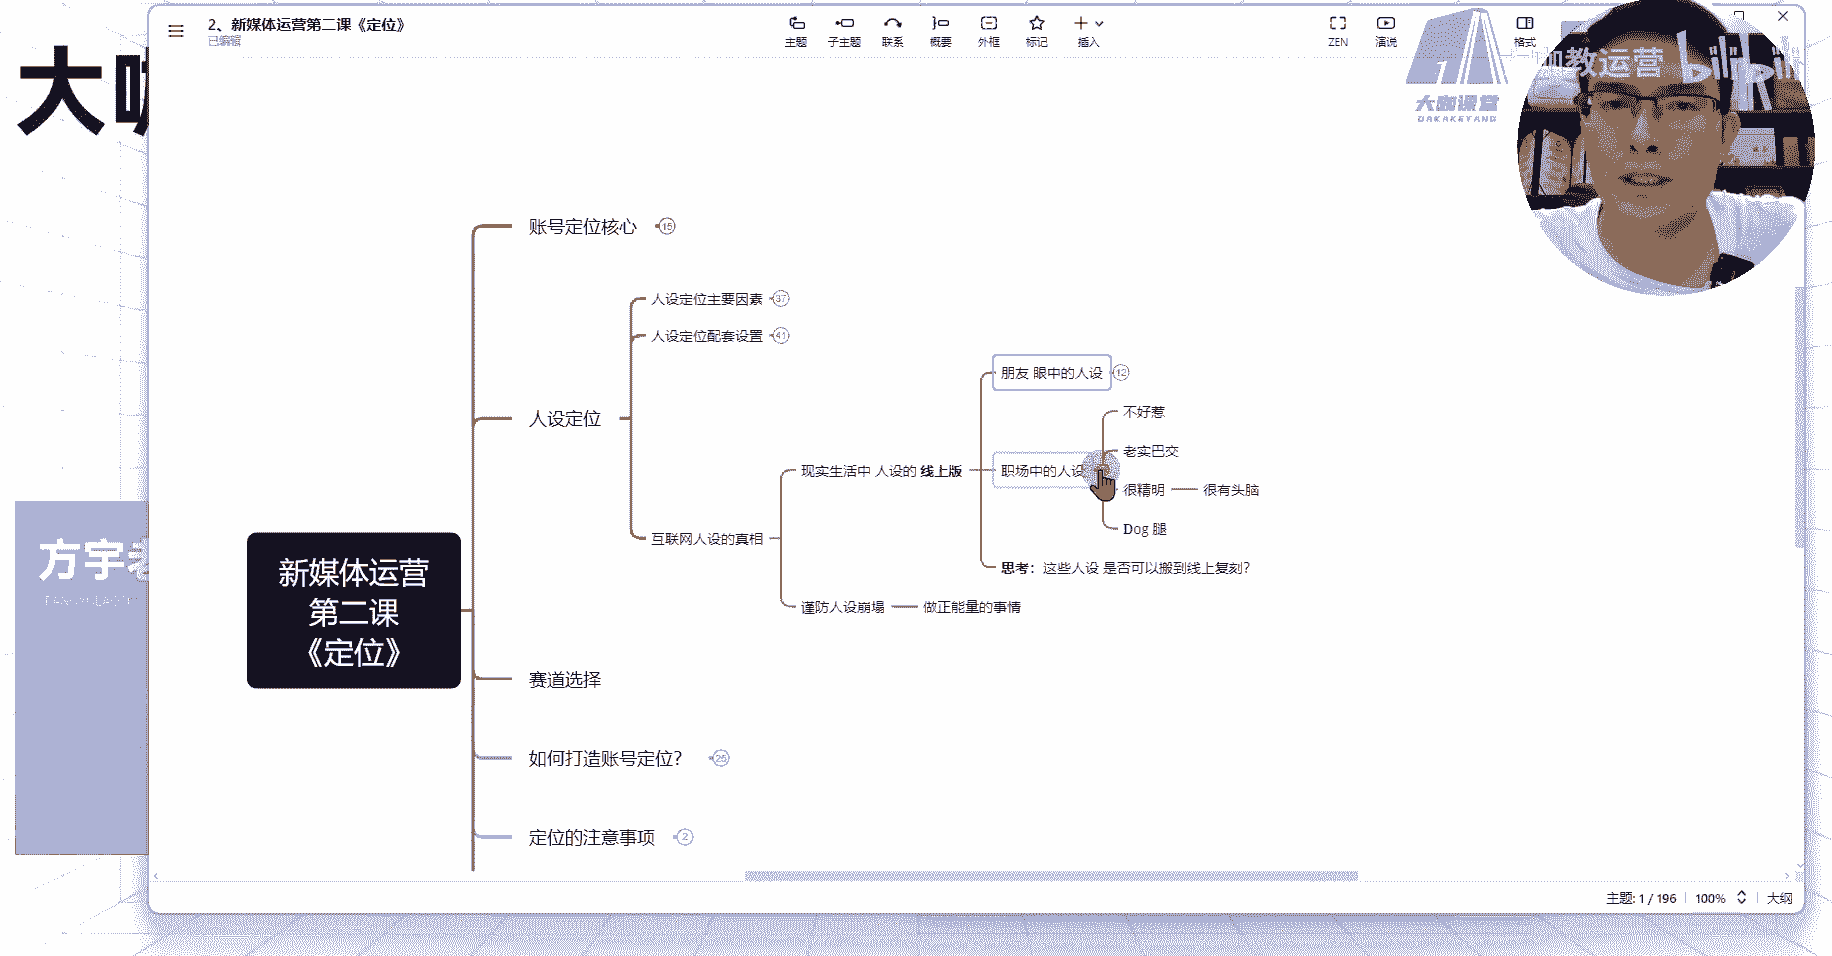 2、新媒体运营第二课《定位》
已编辑
主题
子主题
联系
概要
外框
标记
插入
ZEN
演说
格式
咖教运营
bilibili
大咖课堂
DAKAKETANG
大咖
方宇老
账号定位核心 15
人设定位主要因素 37
人设定位配套设置 41
朋友 眼中的人设 12
不好惹
人设定位
老实巴交
现实生活中 人设的 线上版
职场中的人设
很精明
很有头脑
Dog 腿
互联网人设的真相
思考：这些人设 是否可以搬到线上复刻？
新媒体运营
第二课
《定位》
谨防人设崩塌
做正能量的事情
赛道选择
如何打造账号定位？ 25
定位的注意事项 2
主题: 1 / 196
100%
大纲